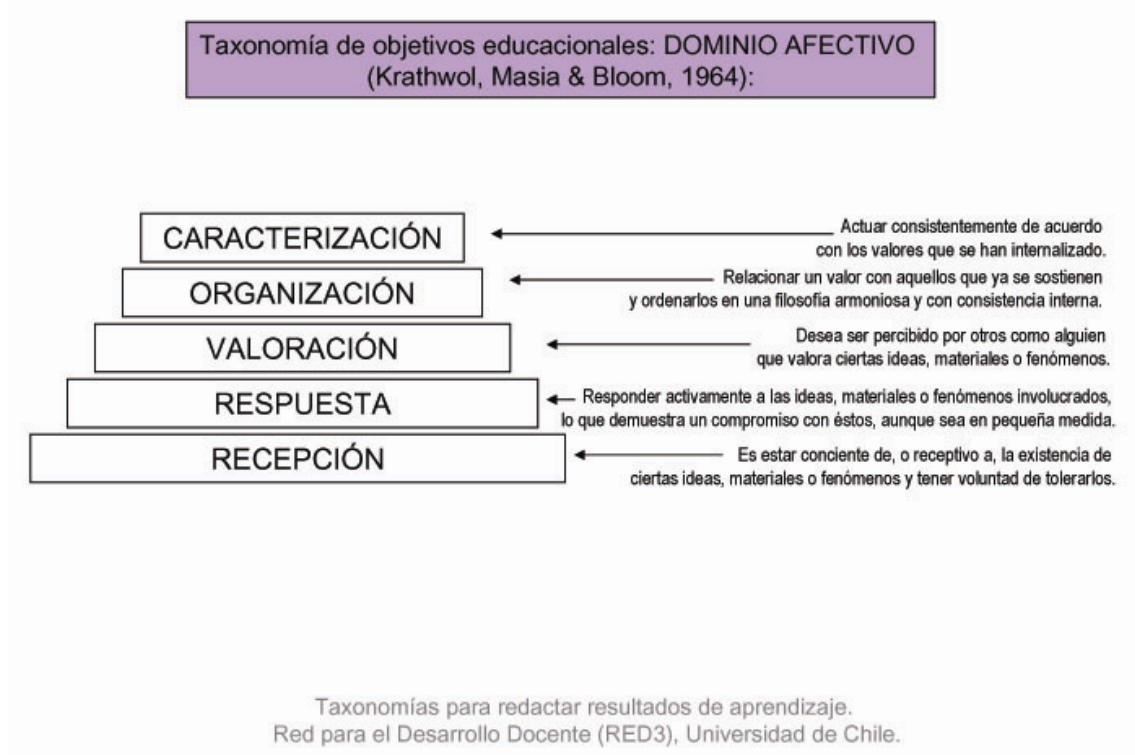 Taxonomía de objetivos educacionales: DOMINIO AFECTIVO
(Krathwol, Masia & Bloom, 1964):
CARACTERIZACIÓN
Actuar consistentemente de acuerdo
con los valores que se han internalizado.
ORGANIZACIÓN
Relacionar un valor con aquellos que ya se sostienen
y ordenarlos en una filosofía armoniosa y con consistencia interna.
VALORACIÓN
Desea ser percibido por otros como alguien
que valora ciertas ideas, materiales o fenómenos.
RESPUESTA
Responder activamente a las ideas, materiales o fenómenos involucrados,
lo que demuestra un compromiso con éstos, aunque sea en pequeña medida.
RECEPCIÓN
Es estar conciente de, o receptivo a, la existencia de
ciertas ideas, materiales o fenómenos y tener voluntad de tolerarlos.
Taxonomías para redactar resultados de aprendizaje.
Red para el Desarrollo Docente (RED3), Universidad de Chile.